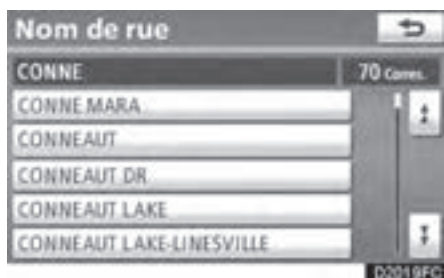 Nom de rue
CONNE 70 Corres.
CONNE MARA
CONNEAUT
CONNEAUT DR
CONNEAUT LAKE
CONNEAUT LAKE-LINESVILLE
D2019FC